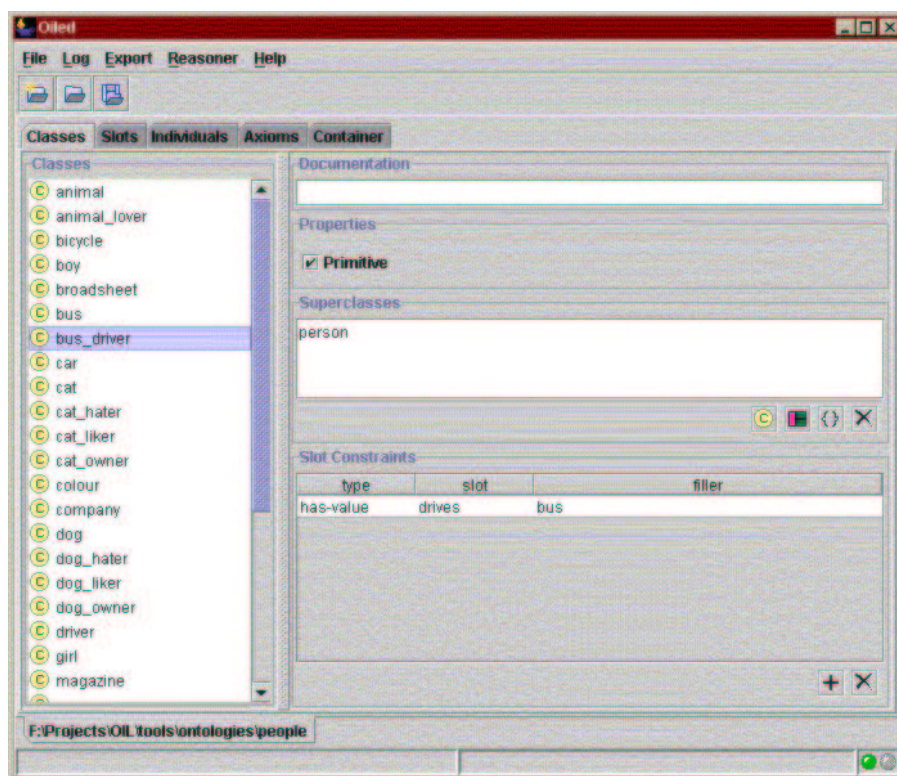 Oiled
File Log Export Reasoner Help
Classes Slots Individuals Axioms Container
Classes
animal
animal_lover
bicycle
boy
broadsheet
bus
bus_driver
car
cat
cat_hater
cat_liker
cat_owner
colour
company
dog
dog_hater
dog_liker
dog_owner
driver
girl
magazine
Documentation
Properties
Primitive
Superclasses
person
Slot Constraints
type slot filler
has-value drives bus
F:\Projects\OIL\tools\ontologies\people